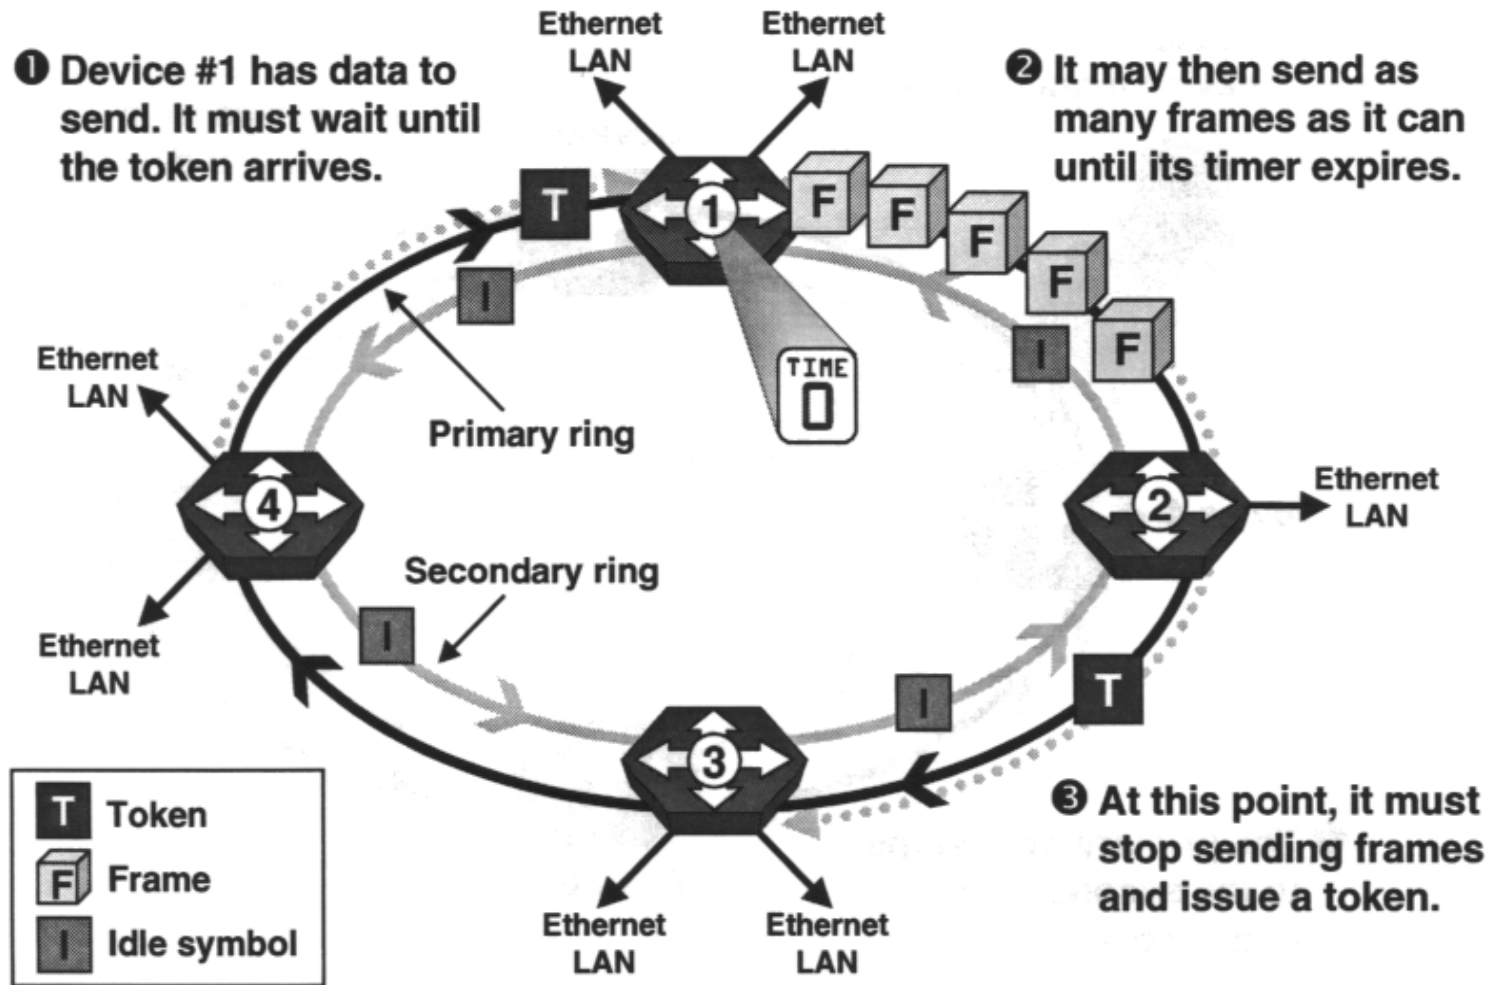 Ethernet
LAN
Ethernet
LAN
❶ Device #1 has data to
send. It must wait until
the token arrives.
❷ It may then send as
many frames as it can
until its timer expires.
T
1
F
F
F
F
F
I
I
TIME
0
Ethernet
LAN
Primary ring
4
2
Ethernet
LAN
Secondary ring
I
Ethernet
LAN
T
I
3
❸ At this point, it must
stop sending frames
and issue a token.
T Token
F Frame
I Idle symbol
Ethernet
LAN
Ethernet
LAN